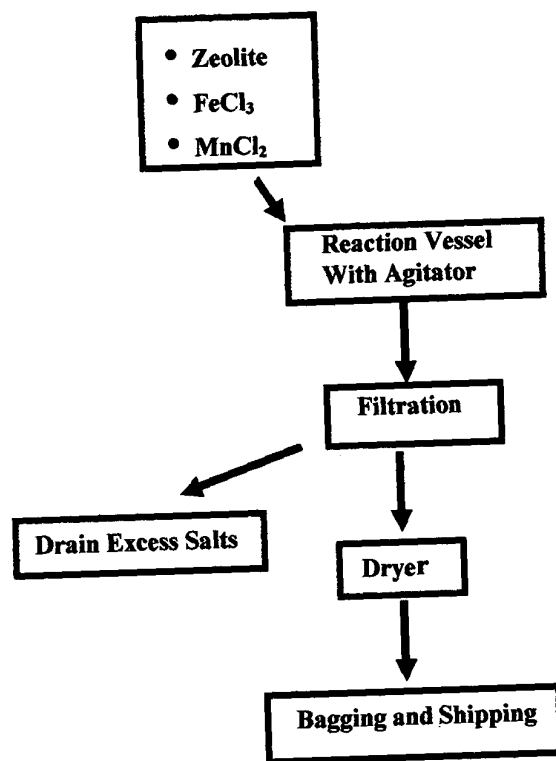 • Zeolite
• FeCl₃
• MnCl₂
Reaction Vessel
With Agitator
Filtration
Drain Excess Salts
Dryer
Bagging and Shipping